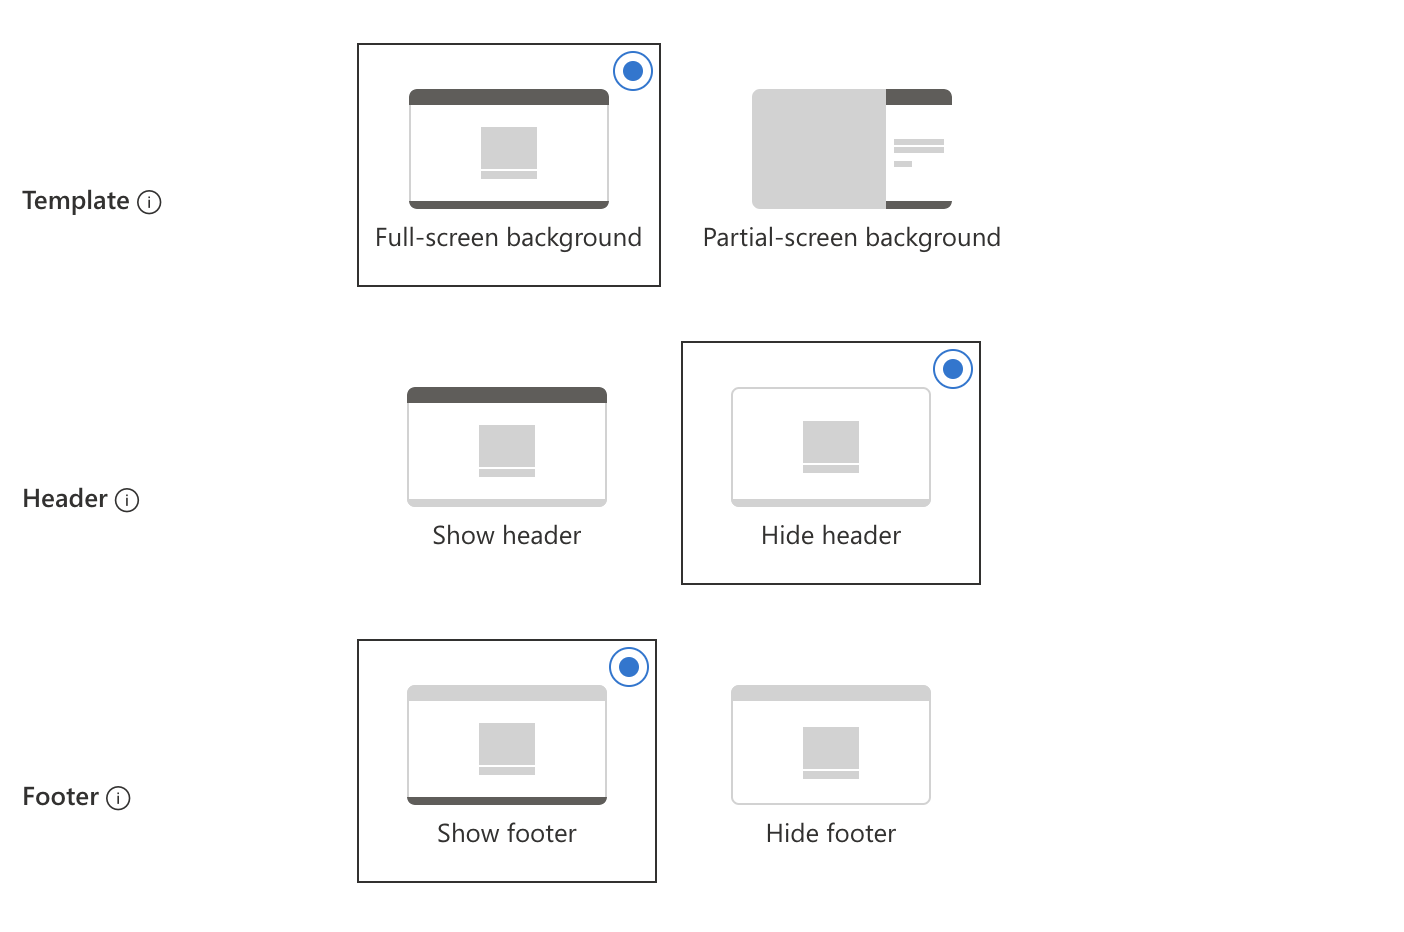 Template
Full-screen background
Partial-screen background
Header
Show header
Hide header
Footer
Show footer
Hide footer